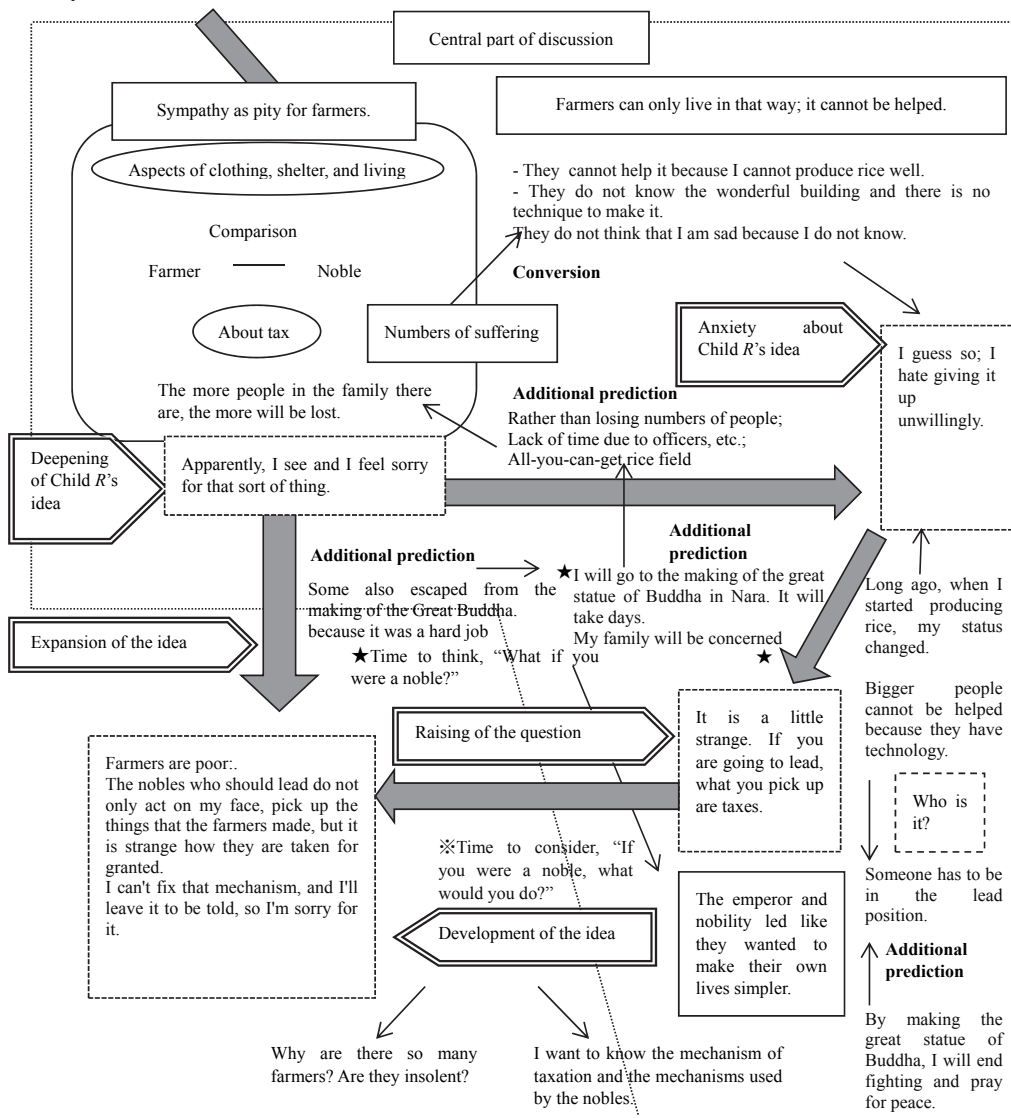 Central part of discussion
Sympathy as pity for farmers.
Farmers can only live in that way; it cannot be helped.
Aspects of clothing, shelter, and living
- They cannot help it because I cannot produce rice well.
- They do not know the wonderful building and there is no
technique to make it.
They do not think that I am sad because I do not know.
Comparison
Farmer
Noble
Conversion
About tax
Numbers of suffering
Anxiety about
Child R's idea
I guess so; I
hate giving it
up
unwillingly.
The more people in the family there
are, the more will be lost.
Additional prediction
Rather than losing numbers of people;
Lack of time due to officers, etc.;
All-you-can-get rice field
Deepening
of Child R's
idea
Apparently, I see and I feel sorry
for that sort of thing.
Additional prediction
Some also escaped from the
making of the Great Buddha.
because it was a hard job
Additional
prediction
★I will go to the making of the great
statue of Buddha in Nara. It will
take days.
My family will be concerned
★
Long ago, when I
started producing
rice, my status
changed.
Expansion of the idea
★Time to think, "What if you
were a noble?"
Bigger people
cannot be helped
because they have
technology.
Raising of the question
It is a little
strange. If you
are going to lead,
what you pick up
are taxes.
Farmers are poor:.
The nobles who should lead do not
only act on my face, pick up the
things that the farmers made, but it
is strange how they are taken for
granted.
I can't fix that mechanism, and I'll
leave it to be told, so I'm sorry for
it.
Who is
it?
※Time to consider, "If
you were a noble, what
would you do?"
Someone has to be
in the lead
position.
Development of the idea
The emperor and
nobility led like
they wanted to
make their own
lives simpler.
Additional
prediction
By making the
great statue of
Buddha, I will end
fighting and pray
for peace.
Why are there so many
farmers? Are they insolent?
I want to know the mechanism of
taxation and the mechanisms used
by the nobles.